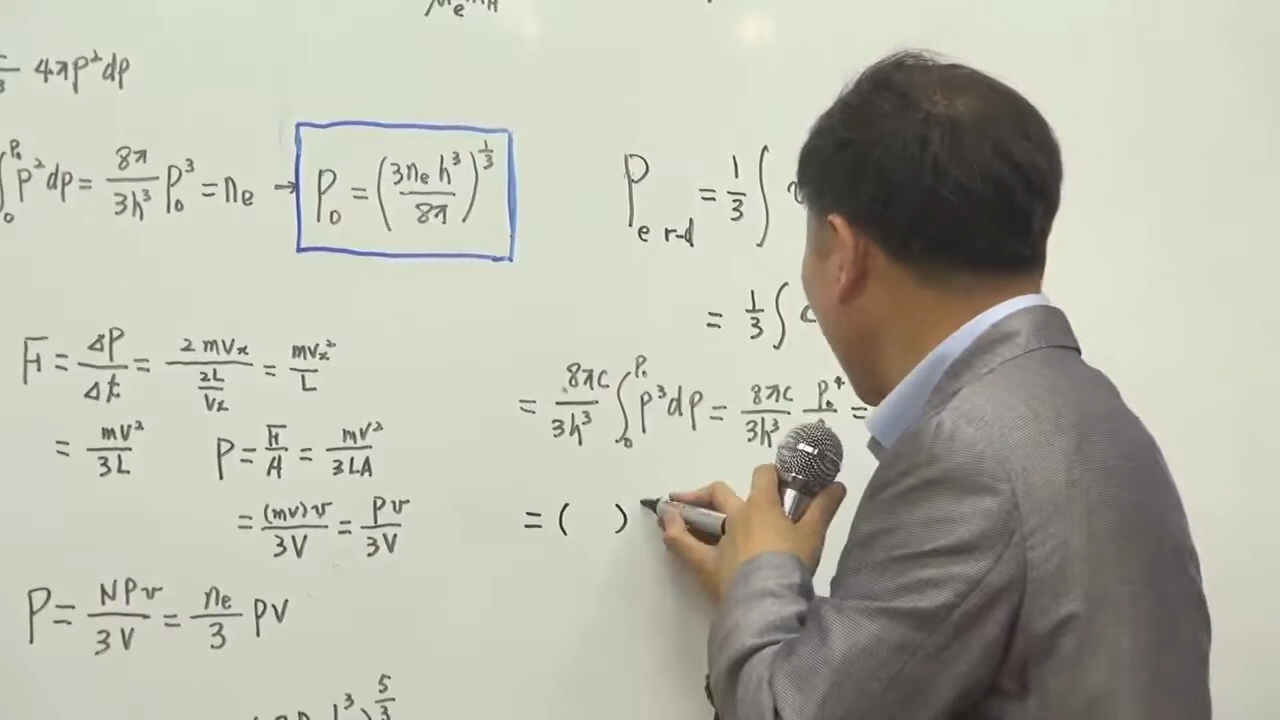 4πp²dp
∫₀^P₀ p²dp = 8π/3h³ P₀³ = nₑ → P₀ = (3nₑh³/8π)^(1/3)
F = ΔP/Δt = 2mVx/(2L/Vx) = mVx²/L
= mV²/3L P = F/A = mV²/3LA
= (mv)v/3V = Pv/3V
P = NPv/3V = nₑ/3 PV
5/3
P e r-d = 1/3 ∫
= 1/3 ∫ c
= 8πc/3h³ ∫₀^P₀ p³dp = 8πc/3h³ P₀⁴ =
= ( )